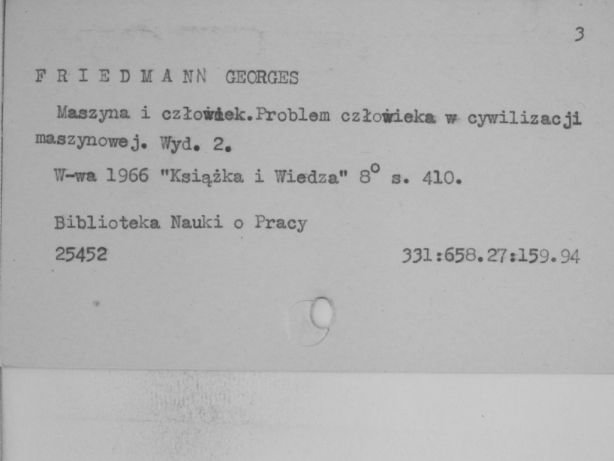 3
FRIEDMANN GEORGES
Maszyna i człowiek.Problem człowieka w cywilizacji
maszynowej. Wyd. 2.
W-wa 1966 "Książka i Wiedza" 8° s. 410.
Biblioteka Nauki o Pracy
25452 331:658.27:159.94